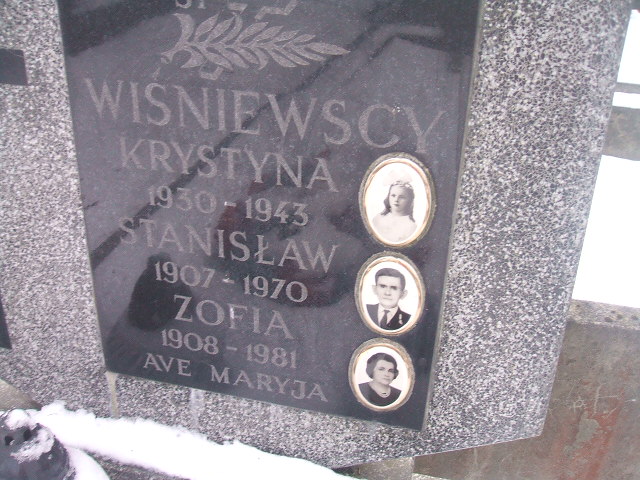 WIŚNIEWSCY
KRYSTYNA
1930 - 1943
STANISŁAW
1907 - 1970
ZOFIA
1908 - 1981
AVE MARYJA